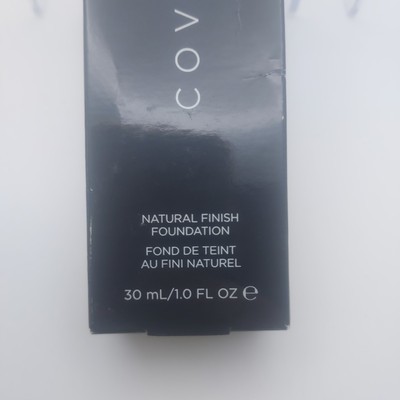 COV
NATURAL FINISH
FOUNDATION
FOND DE TEINT
AU FINI NATUREL
30 mL/1.0 FL OZ ℮